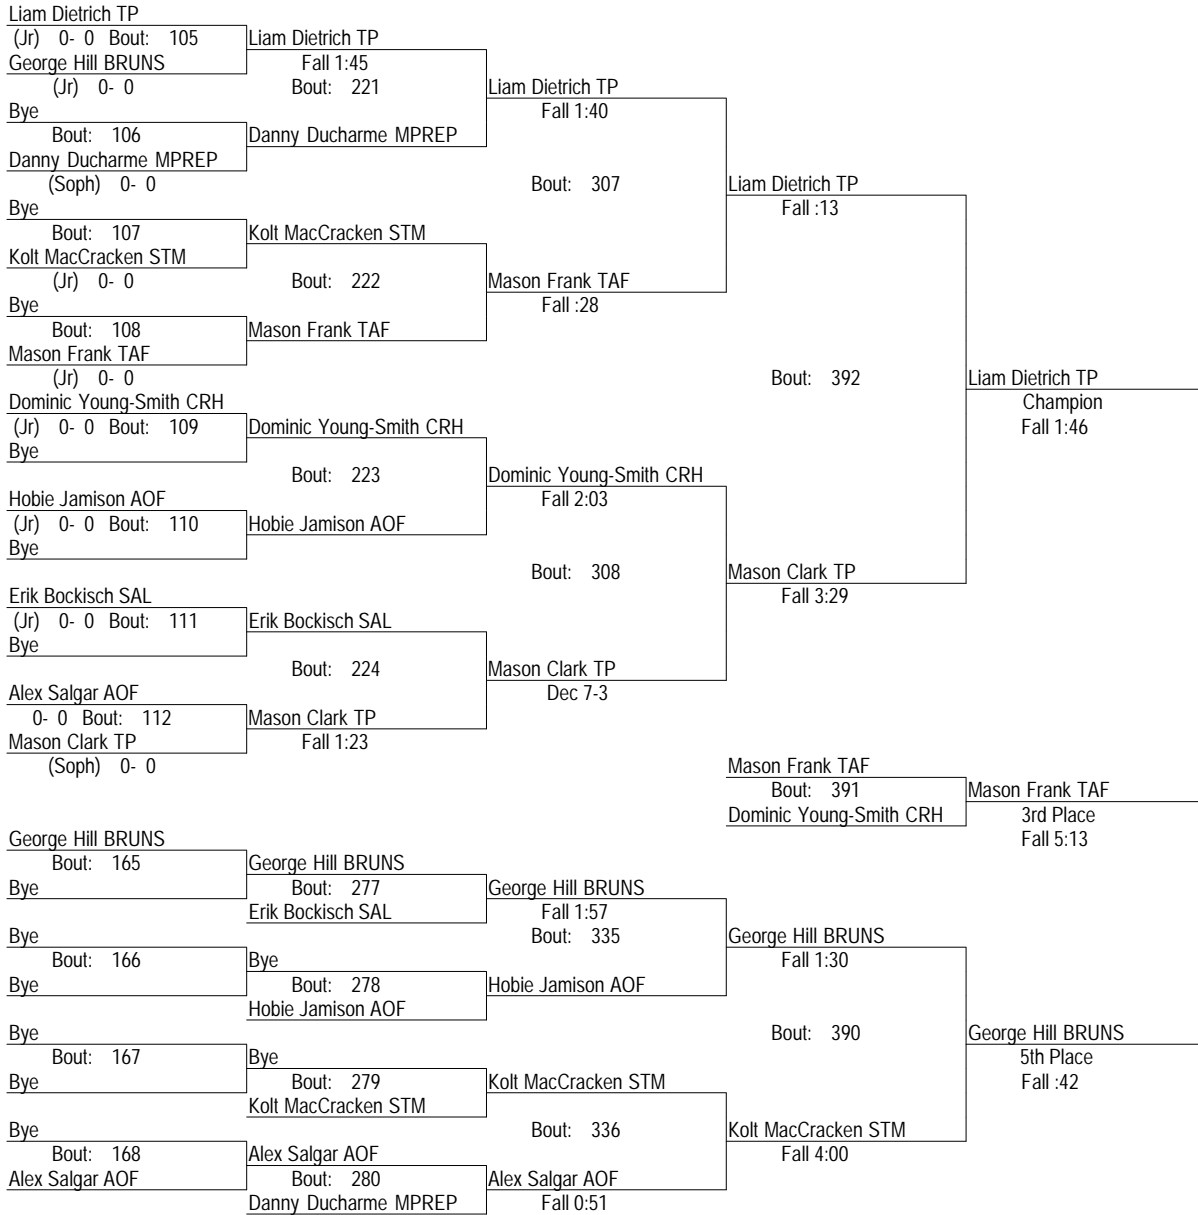 Liam Dietrich TP
(Jr) 0- 0 Bout: 105 Liam Dietrich TP
George Hill BRUNS Fall 1:45
(Jr) 0- 0 Bout: 221 Liam Dietrich TP
Bye Fall 1:40
Bout: 106 Danny Ducharme MPREP
Danny Ducharme MPREP
(Soph) 0- 0 Bout: 307 Liam Dietrich TP
Bye Fall :13
Bout: 107 Kolt MacCracken STM
Kolt MacCracken STM
(Jr) 0- 0 Bout: 222 Mason Frank TAF
Bye Fall :28
Bout: 108 Mason Frank TAF
Mason Frank TAF
(Jr) 0- 0 Bout: 392 Liam Dietrich TP
Dominic Young-Smith CRH Champion
(Jr) 0- 0 Bout: 109 Dominic Young-Smith CRH Fall 1:46
Bye
Bout: 223 Dominic Young-Smith CRH
Hobie Jamison AOF Fall 2:03
(Jr) 0- 0 Bout: 110 Hobie Jamison AOF
Bye
Bout: 308 Mason Clark TP
Erik Bockisch SAL Fall 3:29
(Jr) 0- 0 Bout: 111 Erik Bockisch SAL
Bye
Bout: 224 Mason Clark TP
Alex Salgar AOF Dec 7-3
0- 0 Bout: 112 Mason Clark TP
Mason Clark TP Fall 1:23
(Soph) 0- 0 Mason Frank TAF
Bout: 391 Mason Frank TAF
Dominic Young-Smith CRH 3rd Place
George Hill BRUNS Fall 5:13
Bout: 165 George Hill BRUNS
Bye Bout: 277 George Hill BRUNS
Erik Bockisch SAL Fall 1:57
Bye Bout: 335 George Hill BRUNS
Bout: 166 Bye Fall 1:30
Bye Bout: 278 Hobie Jamison AOF
Hobie Jamison AOF
Bye Bout: 390 George Hill BRUNS
Bout: 167 Bye 5th Place
Bye Bout: 279 Kolt MacCracken STM Fall :42
Kolt MacCracken STM
Bye Bout: 336 Kolt MacCracken STM
Bout: 168 Alex Salgar AOF Fall 4:00
Alex Salgar AOF Bout: 280 Alex Salgar AOF
Danny Ducharme MPREP Fall 0:51